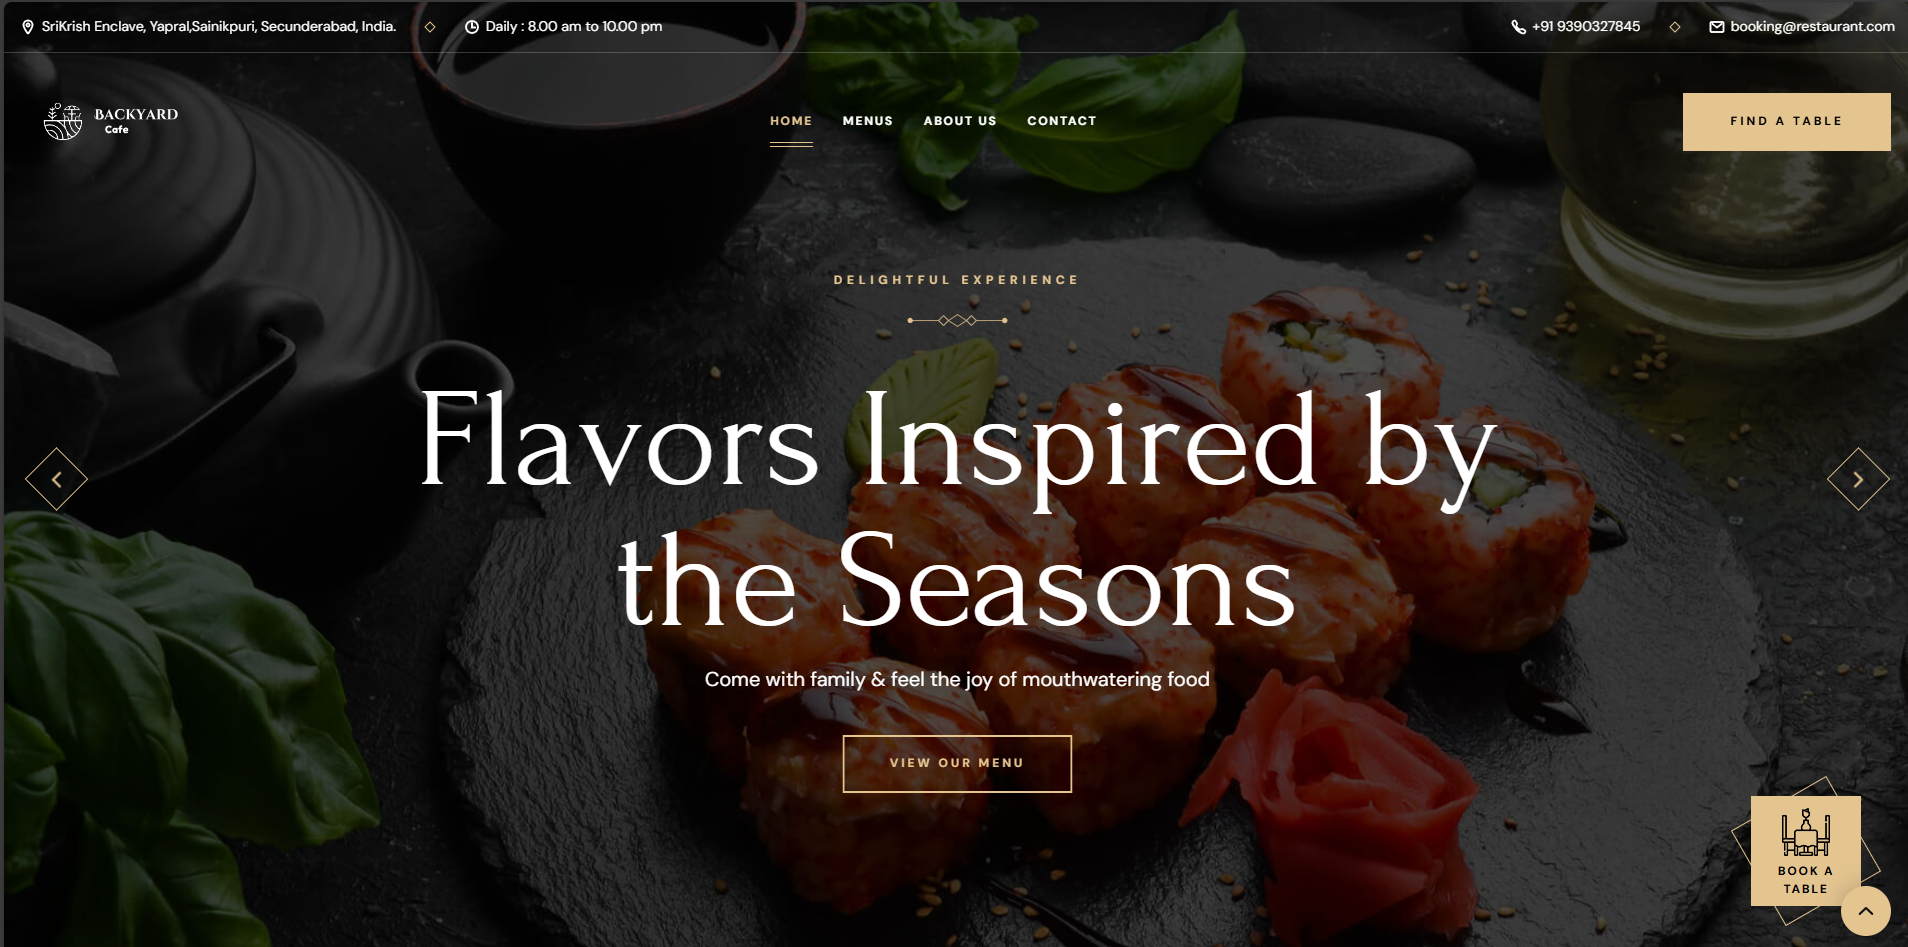 SriKrish Enclave, Yapral,Sainikpuri, Secunderabad, India.
Daily : 8.00 am to 10.00 pm
+91 9390327845
booking@restaurant.com
BACKYARD
Cafe
HOME
MENUS
ABOUT US
CONTACT
FIND A TABLE
DELIGHTFUL EXPERIENCE
Flavors Inspired by
the Seasons
Come with family & feel the joy of mouthwatering food
VIEW OUR MENU
BOOK A
TABLE